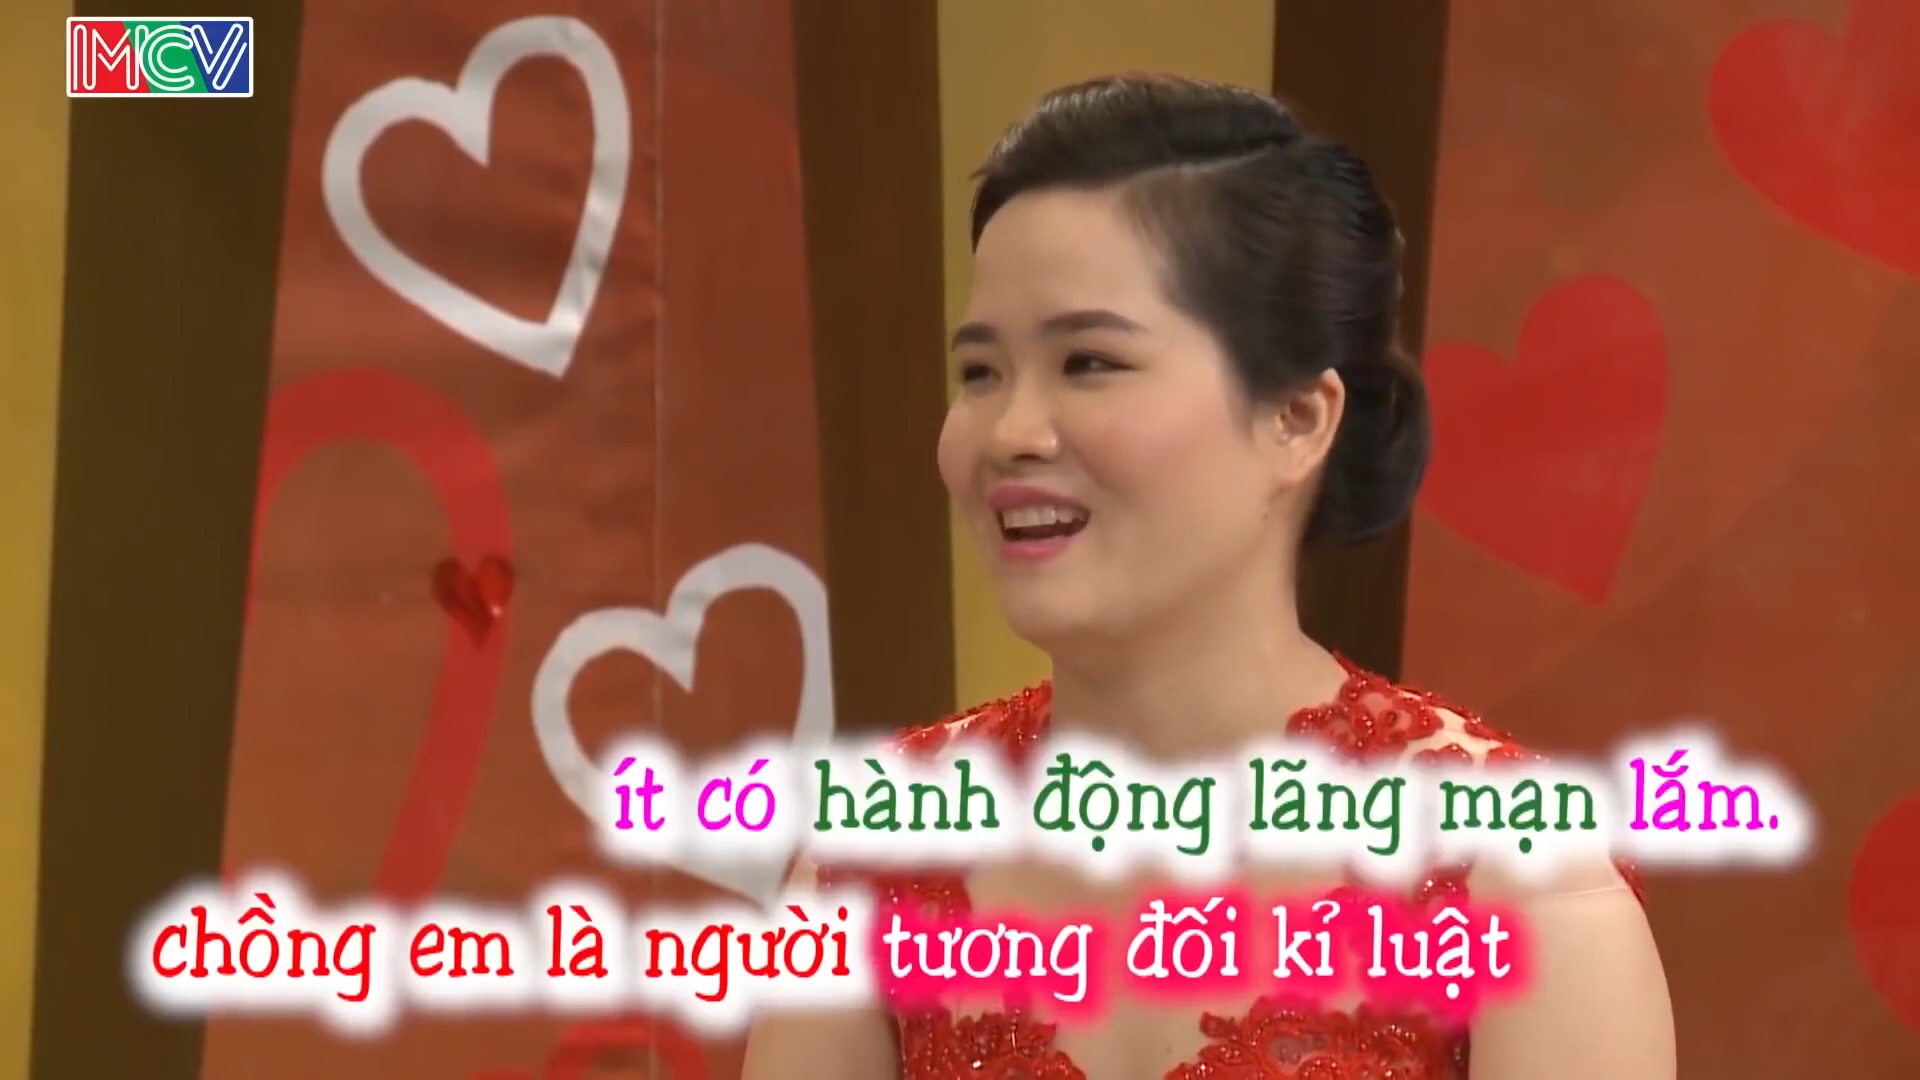 MCV
ít có hành động lãng mạn lắm.
chồng em là người tương đối kỉ luật